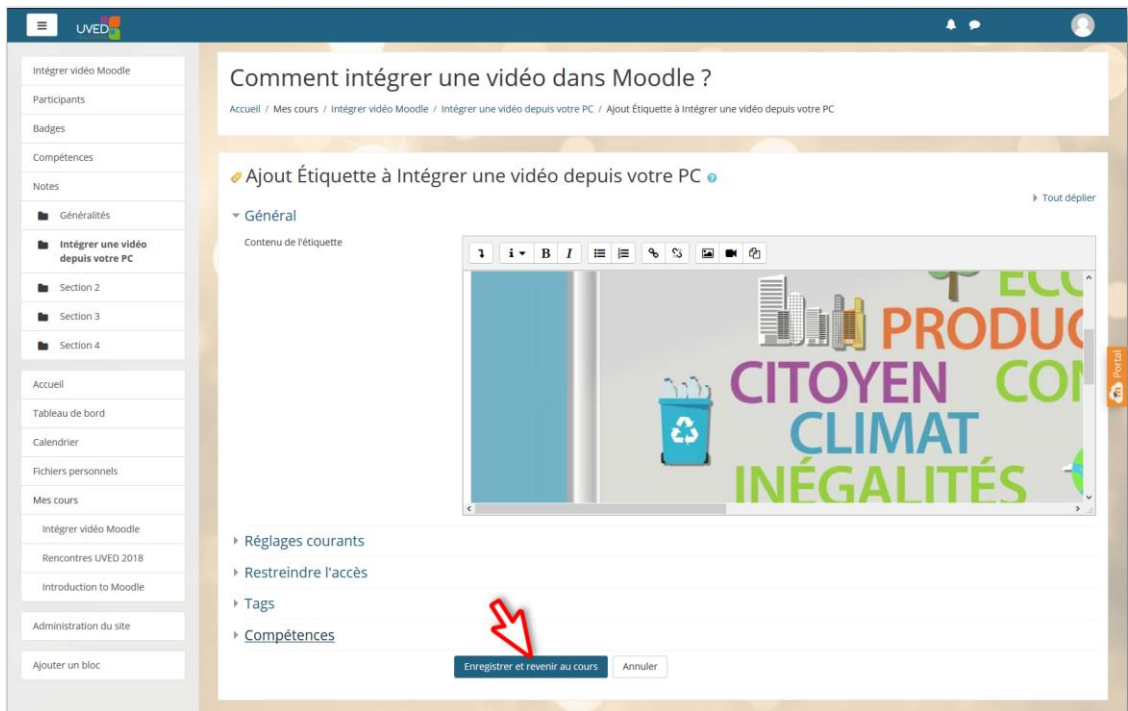 UVED
Intégrer vidéo Moodle
Participants
Badges
Compétences
Notes
Généralités
Intégrer une vidéo
depuis votre PC
Section 2
Section 3
Section 4
Accueil
Tableau de bord
Calendrier
Fichiers personnels
Mes cours
Intégrer vidéo Moodle
Rencontres UVED 2018
Introduction to Moodle
Administration du site
Ajouter un bloc
Comment intégrer une vidéo dans Moodle ?
Accueil / Mes cours / Intégrer vidéo Moodle / Intégrer une vidéo depuis votre PC / Ajout Étiquette à Intégrer une vidéo depuis votre PC
Ajout Étiquette à Intégrer une vidéo depuis votre PC
Tout déplier
Général
Contenu de l'étiquette
B I
ECO
PRODUC
CITOYEN CON
CLIMAT
INÉGALITÉS
Réglages courants
Restreindre l'accès
Tags
Compétences
Enregistrer et revenir au cours Annuler
Portal